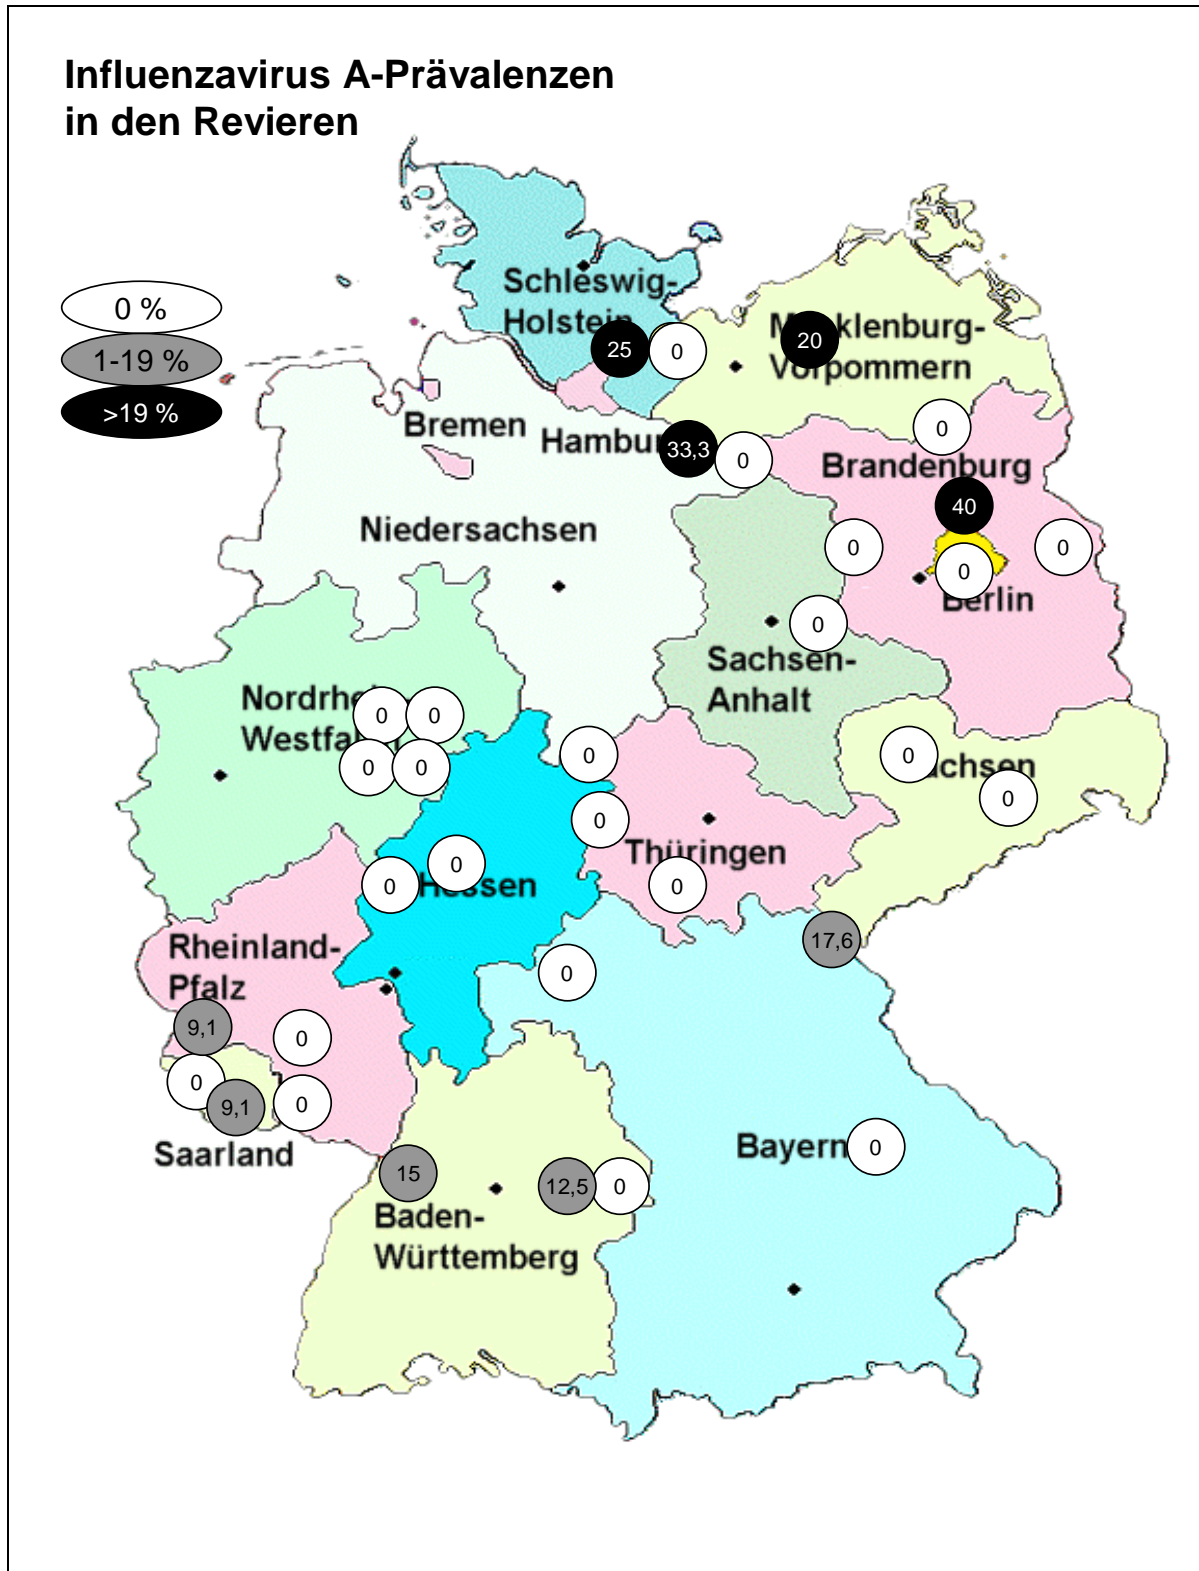 Influenzavirus A-Prävalenzen
in den Revieren
0 %
1-19 %
>19 %
Schleswig-
Holstein
25
0
20
Vorpommern
Bremen
33,3
0
0
Brandenburg
40
Niedersachsen
0
0
0
Berlin
0
Sachsen-
Anhalt
0
0
0
0
0
0
0
0
Thüringen
0
0
Hessen
0
Rheinland-
Pfalz
17,6
0
9,1
0
0
9,1
0
Saarland
Bayern
0
15
12,5
0
Baden-
Württemberg